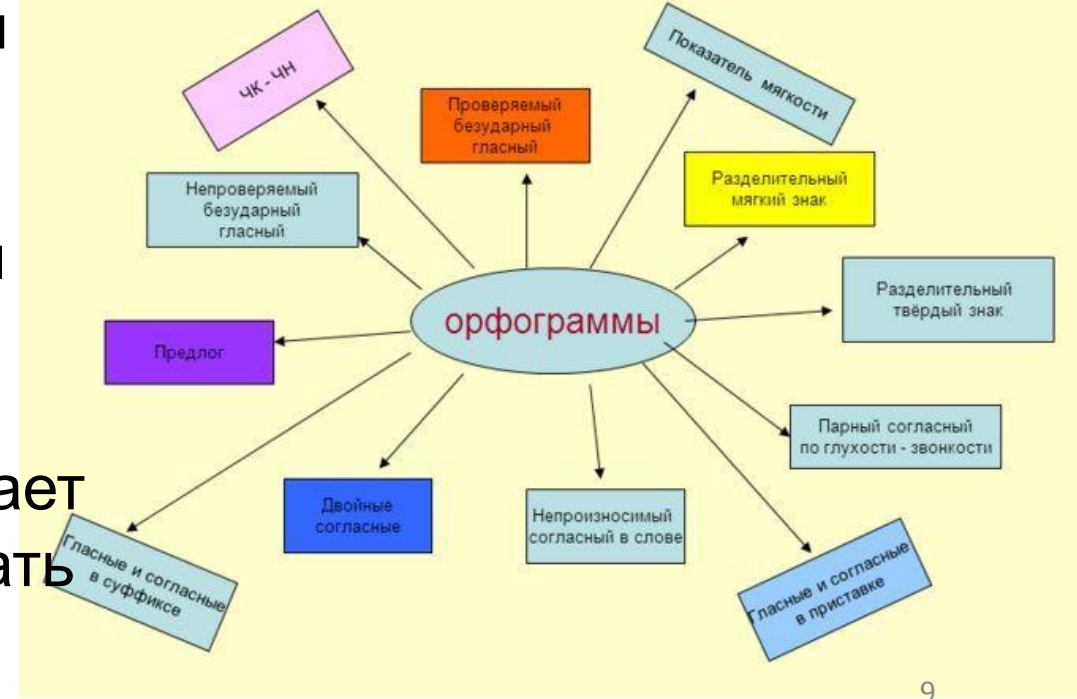 ЧК - ЧН
Показатель мягкости
Проверяемый
безударный
гласный
Разделительный
мягкий знак
Непроверяемый
безударный
гласный
Разделительный
твёрдый знак
орфограммы
Предлог
Парный согласный
по глухости - звонкости
Двойные
согласные
Непроизносимый
согласный в слове
Гласные и согласные
в суффиксе
Гласные и согласные
в приставке
9